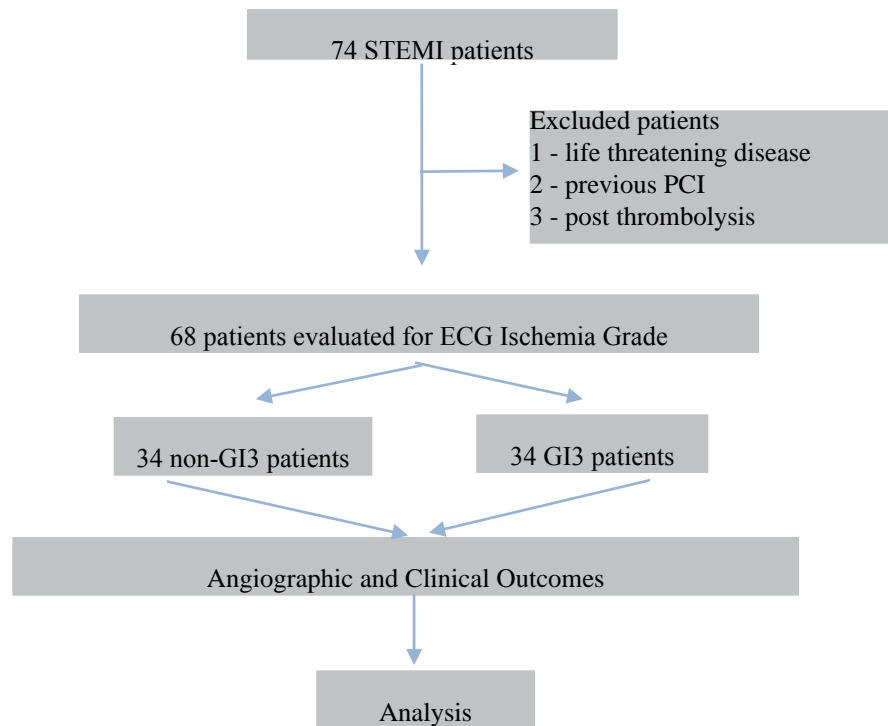 74 STEMI patients
Excluded patients
1 - life threatening disease
2 - previous PCI
3 - post thrombolysis
68 patients evaluated for ECG Ischemia Grade
34 non-GI3 patients
34 GI3 patients
Angiographic and Clinical Outcomes
Analysis